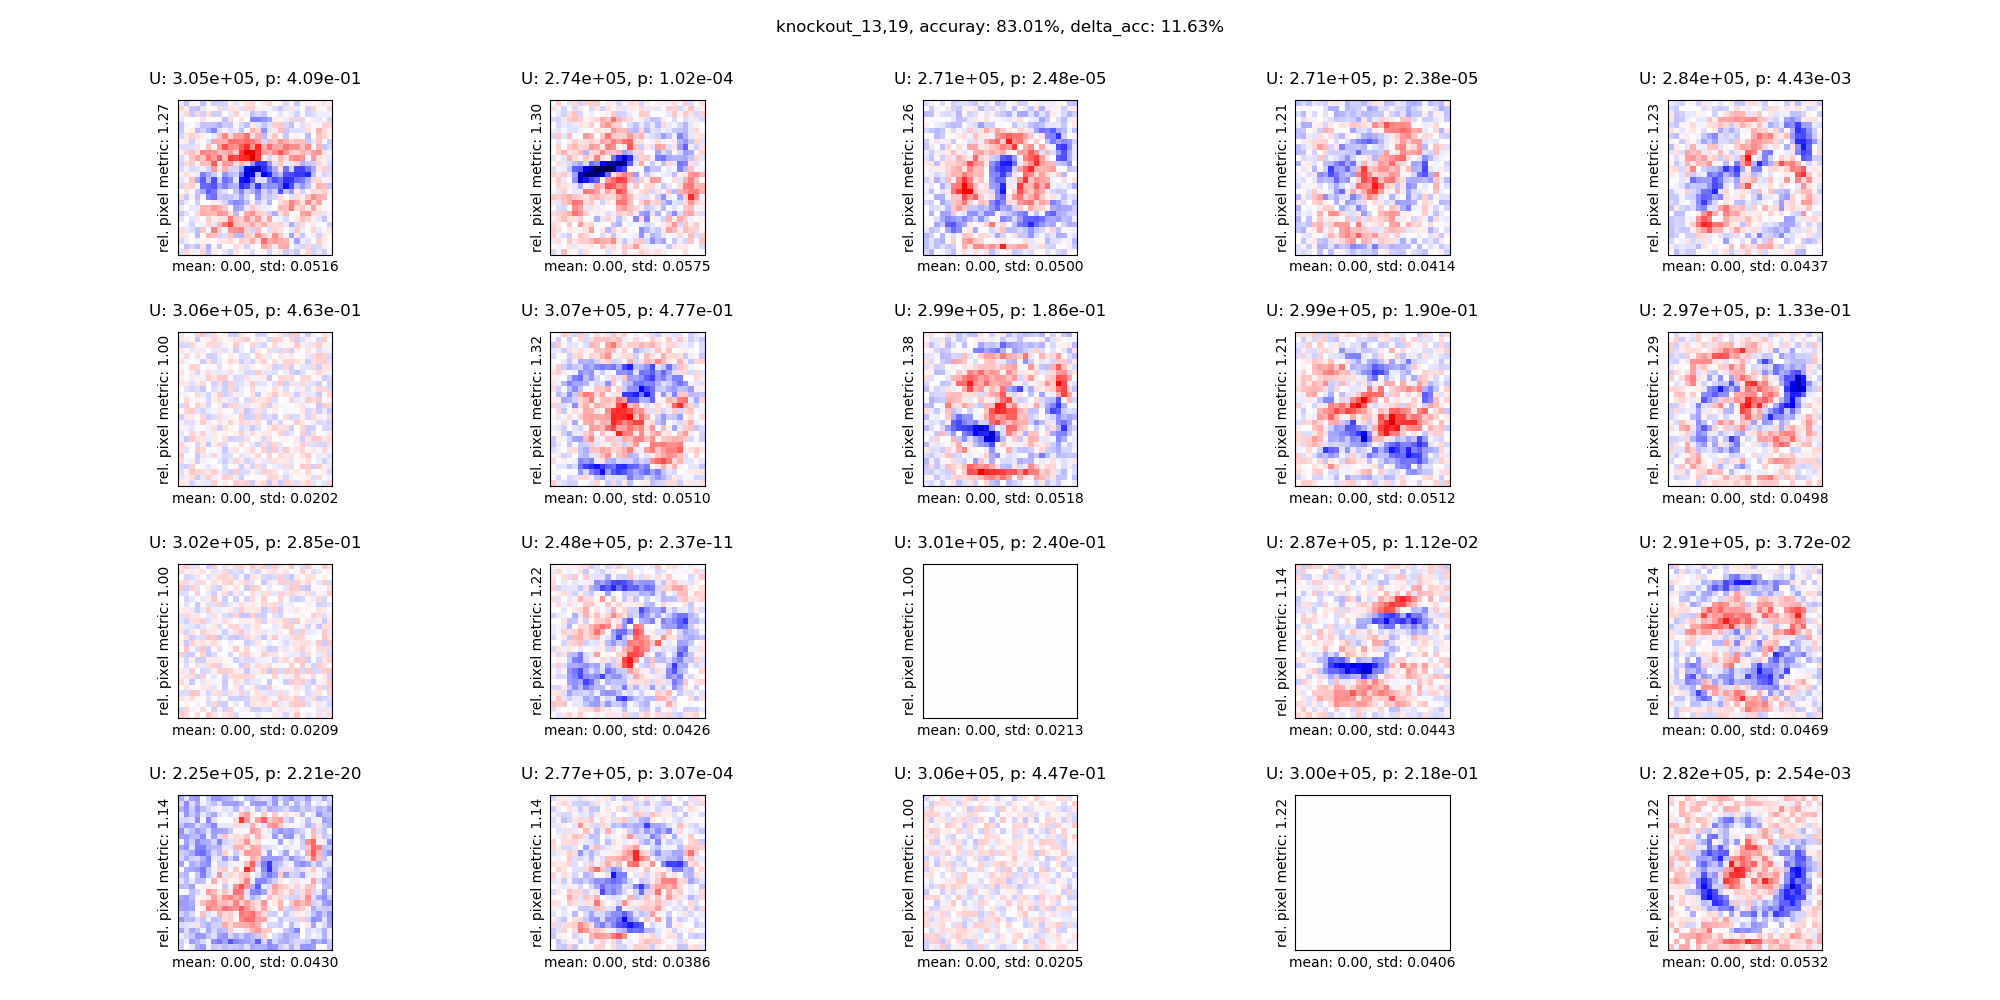 knockout_13,19, accuray: 83.01%, delta_acc: 11.63%
U: 3.05e+05, p: 4.09e-01
rel. pixel metric: 1.27
mean: 0.00, std: 0.0516
U: 2.74e+05, p: 1.02e-04
rel. pixel metric: 1.30
mean: 0.00, std: 0.0575
U: 2.71e+05, p: 2.48e-05
rel. pixel metric: 1.26
mean: 0.00, std: 0.0500
U: 2.71e+05, p: 2.38e-05
rel. pixel metric: 1.21
mean: 0.00, std: 0.0414
U: 2.84e+05, p: 4.43e-03
rel. pixel metric: 1.23
mean: 0.00, std: 0.0437
U: 3.06e+05, p: 4.63e-01
rel. pixel metric: 1.00
mean: 0.00, std: 0.0202
U: 3.07e+05, p: 4.77e-01
rel. pixel metric: 1.32
mean: 0.00, std: 0.0510
U: 2.99e+05, p: 1.86e-01
rel. pixel metric: 1.38
mean: 0.00, std: 0.0518
U: 2.99e+05, p: 1.90e-01
rel. pixel metric: 1.21
mean: 0.00, std: 0.0512
U: 2.97e+05, p: 1.33e-01
rel. pixel metric: 1.29
mean: 0.00, std: 0.0498
U: 3.02e+05, p: 2.85e-01
rel. pixel metric: 1.00
mean: 0.00, std: 0.0209
U: 2.48e+05, p: 2.37e-11
rel. pixel metric: 1.22
mean: 0.00, std: 0.0426
U: 3.01e+05, p: 2.40e-01
rel. pixel metric: 1.00
mean: 0.00, std: 0.0213
U: 2.87e+05, p: 1.12e-02
rel. pixel metric: 1.14
mean: 0.00, std: 0.0443
U: 2.91e+05, p: 3.72e-02
rel. pixel metric: 1.24
mean: 0.00, std: 0.0469
U: 2.25e+05, p: 2.21e-20
rel. pixel metric: 1.14
mean: 0.00, std: 0.0430
U: 2.77e+05, p: 3.07e-04
rel. pixel metric: 1.14
mean: 0.00, std: 0.0386
U: 3.06e+05, p: 4.47e-01
rel. pixel metric: 1.00
mean: 0.00, std: 0.0205
U: 3.00e+05, p: 2.18e-01
rel. pixel metric: 1.22
mean: 0.00, std: 0.0406
U: 2.82e+05, p: 2.54e-03
rel. pixel metric: 1.22
mean: 0.00, std: 0.0532